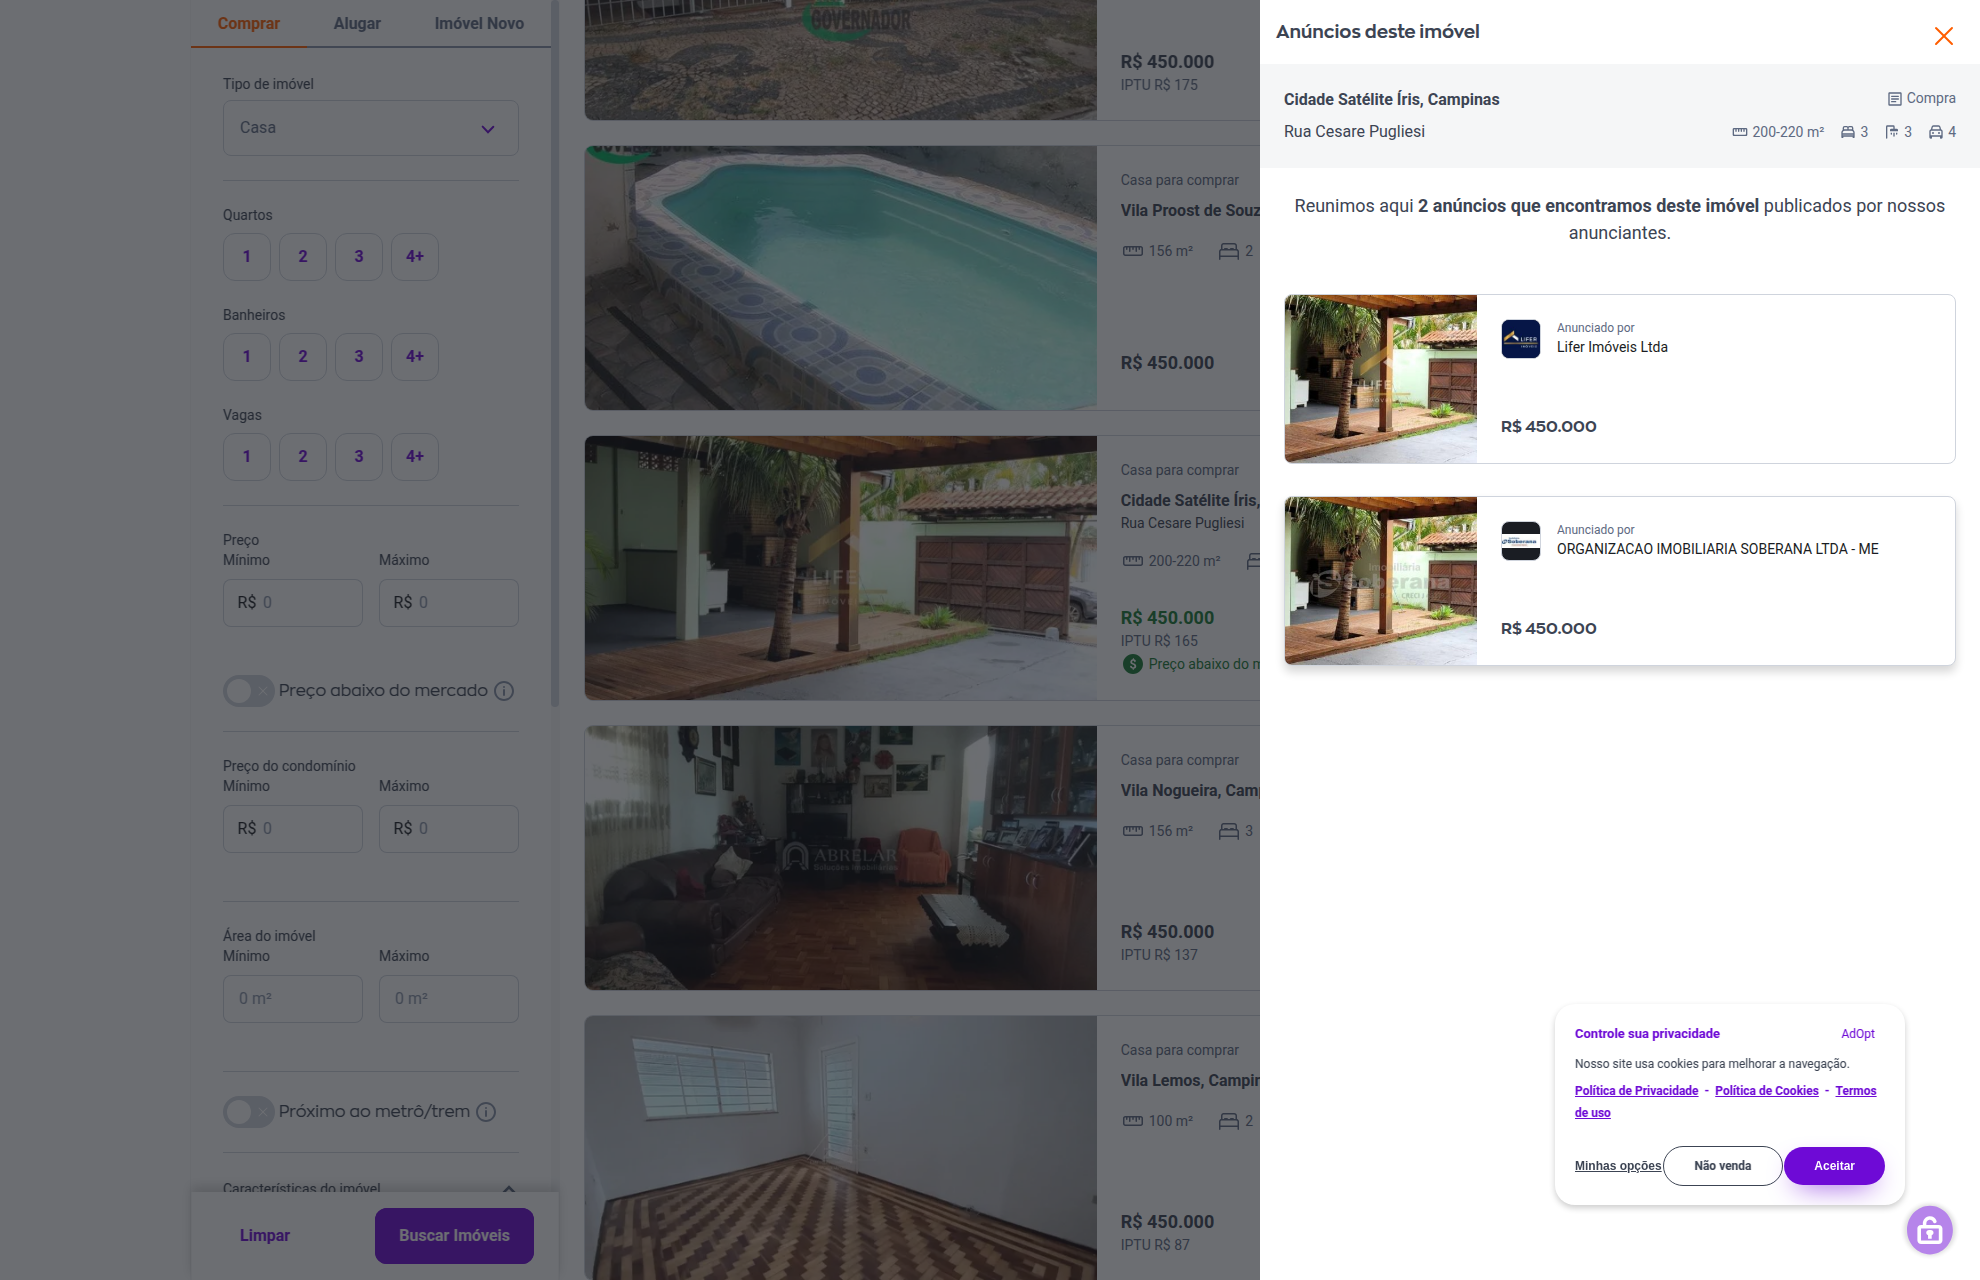 Comprar
Alugar
Imóvel Novo
Tipo de imóvel
Casa
Quartos
1
2
3
4+
Banheiros
1
2
3
4+
Vagas
1
2
3
4+
Preço
Mínimo
Máximo
R$ 0
R$ 0
Preço abaixo do mercado
Preço do condomínio
Mínimo
Máximo
R$ 0
R$ 0
Área do imóvel
Mínimo
Máximo
0 m²
0 m²
Próximo ao metrô/trem
Características do imóvel
Limpar
Buscar Imóveis
GOVERNADOR
R$ 450.000
IPTU R$ 175
Casa para comprar
Vila Proost de Souz
156 m²
2
R$ 450.000
Casa para comprar
Cidade Satélite Íris,
Rua Cesare Pugliesi
200-220 m²
R$ 450.000
IPTU R$ 165
Preço abaixo do m
Casa para comprar
Vila Nogueira, Camp
156 m²
3
ABRELAR
Soluções Imobiliárias
R$ 450.000
IPTU R$ 137
Casa para comprar
Vila Lemos, Campin
100 m²
2
R$ 450.000
IPTU R$ 87
Anúncios deste imóvel
Cidade Satélite Íris, Campinas
Compra
Rua Cesare Pugliesi
200-220 m²
3
3
4
Reunimos aqui 2 anúncios que encontramos deste imóvel publicados por nossos
anunciantes.
LIFER
Anunciado por
Lifer Imóveis Ltda
R$ 450.000
Imobiliária
Soberana
Anunciado por
ORGANIZACAO IMOBILIARIA SOBERANA LTDA - ME
R$ 450.000
Controle sua privacidade
AdOpt
Nosso site usa cookies para melhorar a navegação.
Política de Privacidade - Política de Cookies - Termos
de uso
Minhas opções
Não venda
Aceitar